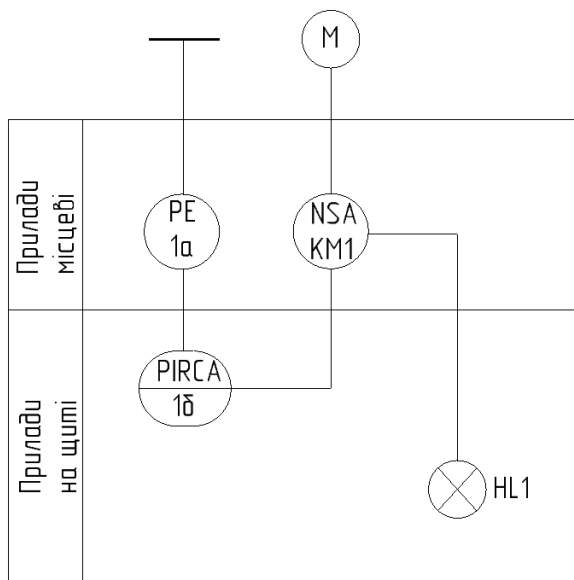 M
Прилади
місцеві
PE
1а
NSA
KM1
PIRCA
1б
Прилади
на щиті
HL1